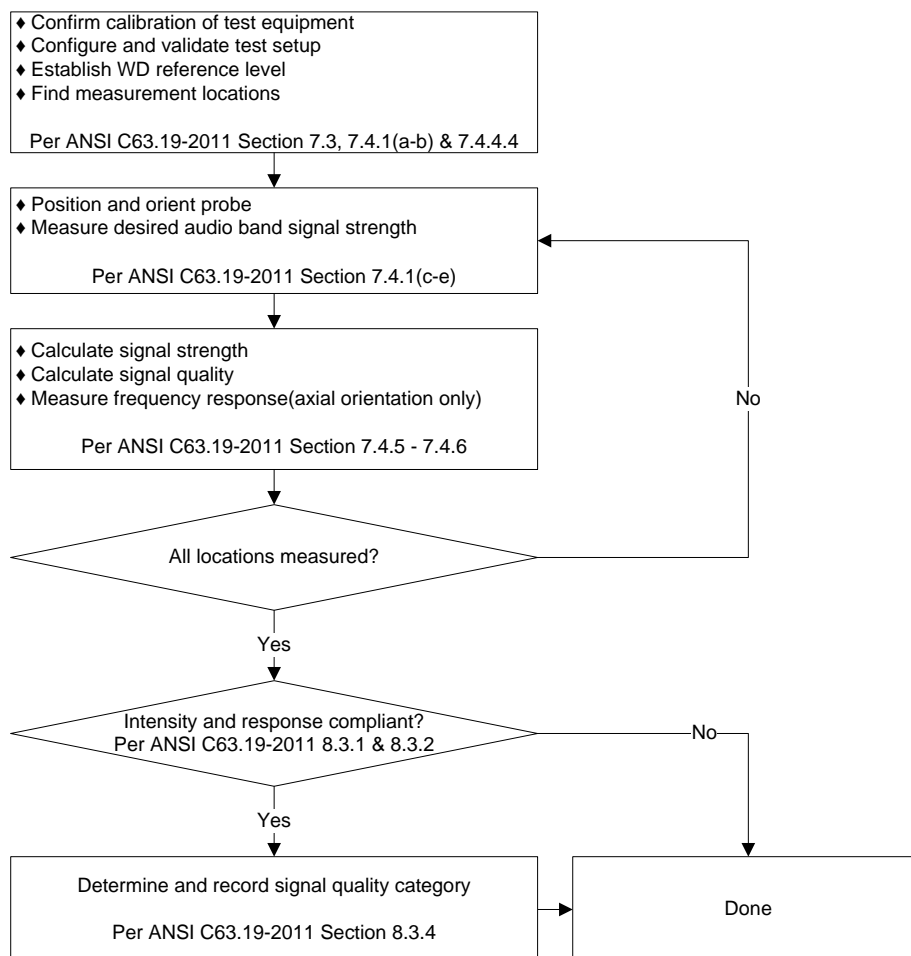 ♦ Confirm calibration of test equipment
♦ Configure and validate test setup
♦ Establish WD reference level
♦ Find measurement locations
Per ANSI C63.19-2011 Section 7.3, 7.4.1(a-b) & 7.4.4.4
♦ Position and orient probe
♦ Measure desired audio band signal strength
Per ANSI C63.19-2011 Section 7.4.1(c-e)
♦ Calculate signal strength
♦ Calculate signal quality
♦ Measure frequency response(axial orientation only)
Per ANSI C63.19-2011 Section 7.4.5 - 7.4.6
No
All locations measured?
Yes
Intensity and response compliant?
Per ANSI C63.19-2011 8.3.1 & 8.3.2
No
Yes
Determine and record signal quality category
Per ANSI C63.19-2011 Section 8.3.4
Done